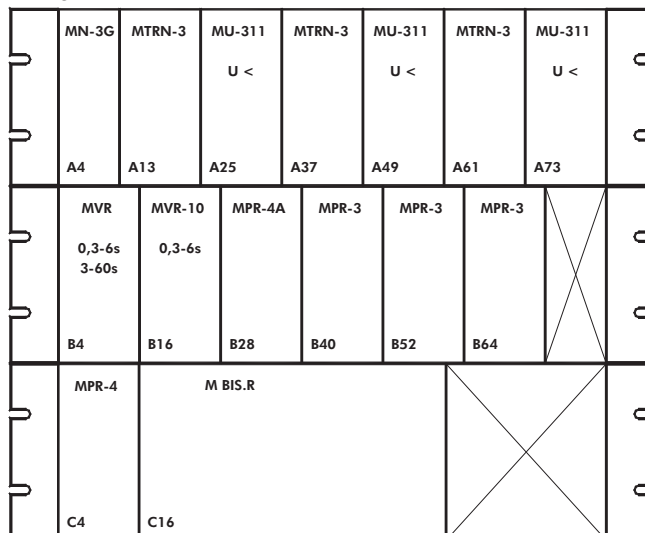 MN-3G MTRN-3 MU-311 MTRN-3 MU-311 MTRN-3 MU-311
U < U < U <
A4 A13 A25 A37 A49 A61 A73
MVR MVR-10 MPR-4A MPR-3 MPR-3 MPR-3
0,3-6s 0,3-6s
3-60s
B4 B16 B28 B40 B52 B64
MPR-4 M BIS.R
C4 C16